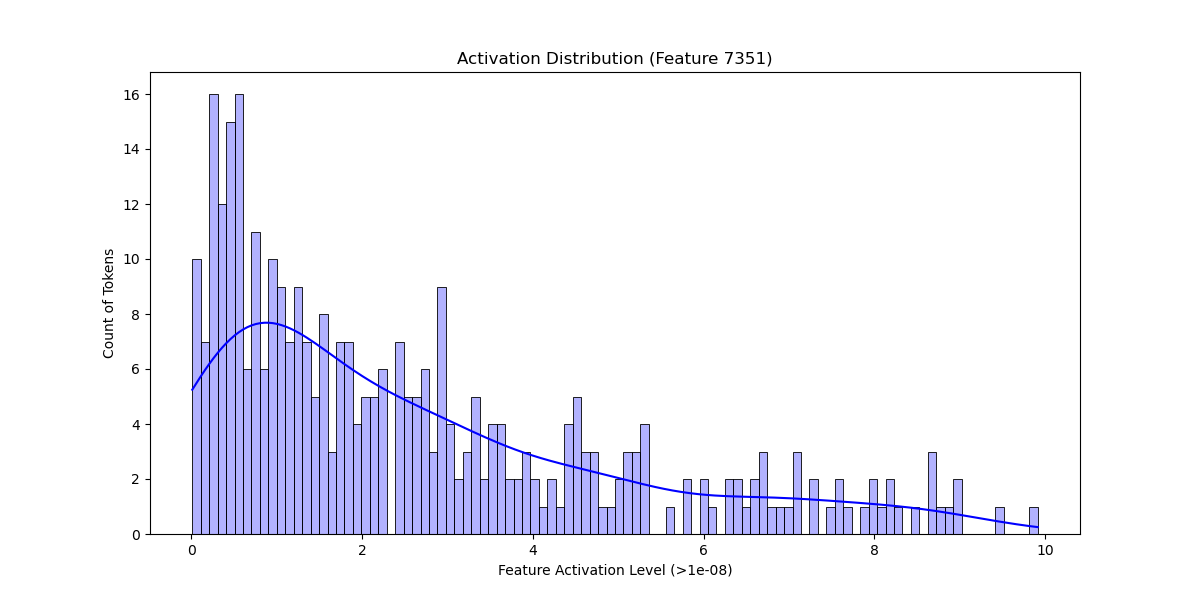 Activation Distribution (Feature 7351)
16
14
12
10
8
6
4
2
0
Count of Tokens
0 2 4 6 8 10
Feature Activation Level (>1e-08)